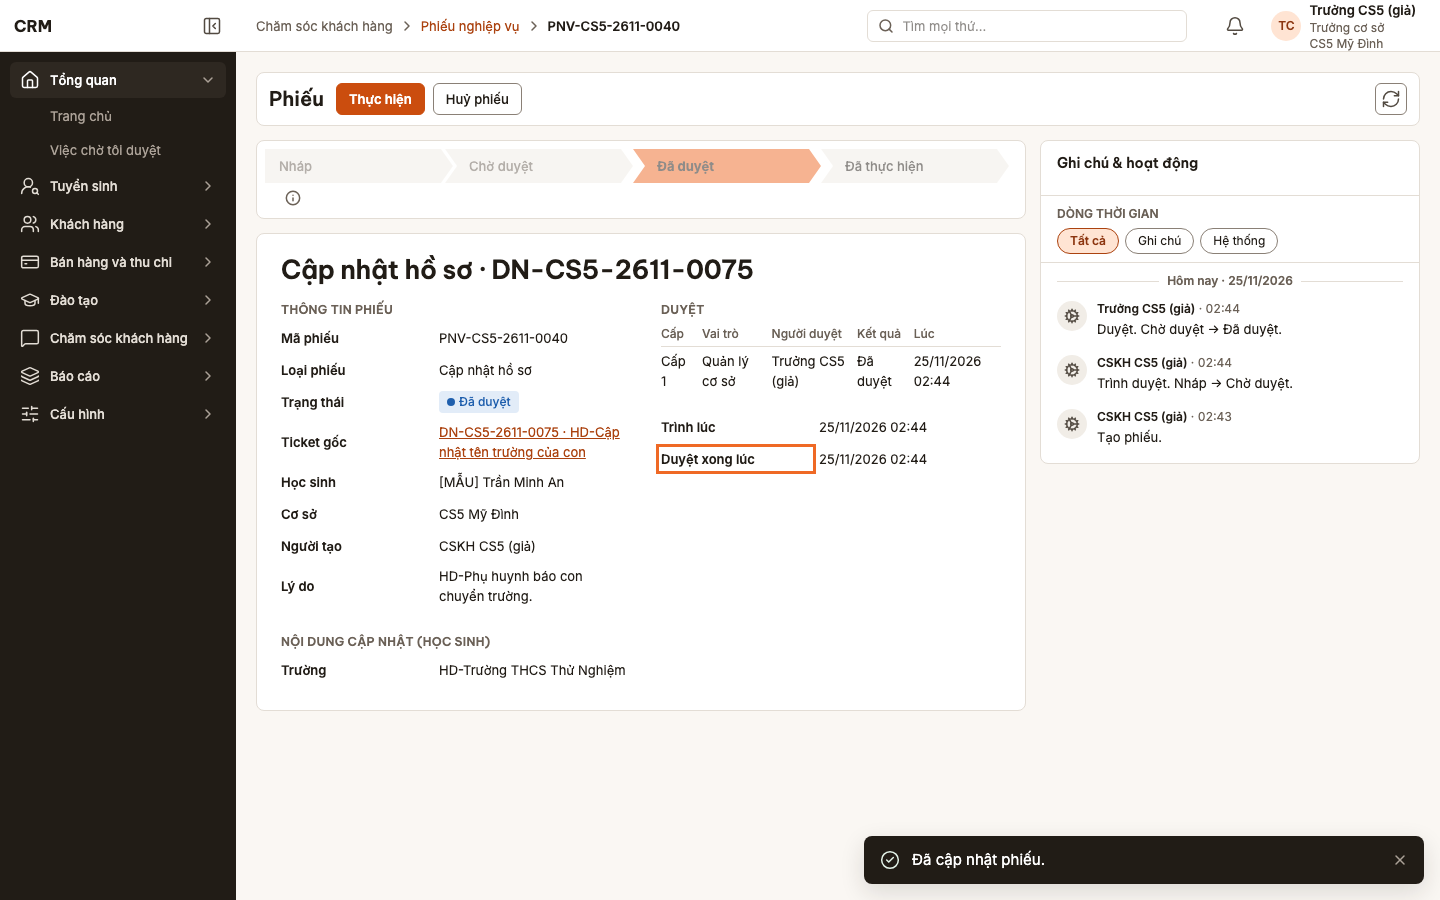 CRM
Chăm sóc khách hàng > Phiếu nghiệp vụ > PNV-CS5-2611-0040
Tìm mọi thứ...
TC
Trưởng CS5 (giả)
Trưởng cơ sở
CS5 Mỹ Đình
Tổng quan
Trang chủ
Việc chờ tôi duyệt
Tuyển sinh
Khách hàng
Bán hàng và thu chi
Đào tạo
Chăm sóc khách hàng
Báo cáo
Cấu hình
Phiếu
Thực hiện
Huỷ phiếu
Nháp
Chờ duyệt
Đã duyệt
Đã thực hiện
Cập nhật hồ sơ · DN-CS5-2611-0075
THÔNG TIN PHIẾU
Mã phiếu PNV-CS5-2611-0040
Loại phiếu Cập nhật hồ sơ
Trạng thái Đã duyệt
Ticket gốc DN-CS5-2611-0075 · HD-Cập
nhật tên trường của con
Học sinh [MẪU] Trần Minh An
Cơ sở CS5 Mỹ Đình
Người tạo CSKH CS5 (giả)
Lý do HD-Phụ huynh báo con
chuyển trường.
NỘI DUNG CẬP NHẬT (HỌC SINH)
Trường HD-Trường THCS Thử Nghiệm
DUYỆT
Cấp Vai trò Người duyệt Kết quả Lúc
Cấp Quản lý Trưởng CS5 Đã 25/11/2026
1 cơ sở (giả) duyệt 02:44
Trình lúc 25/11/2026 02:44
Duyệt xong lúc 25/11/2026 02:44
Ghi chú & hoạt động
DÒNG THỜI GIAN
Tất cả
Ghi chú
Hệ thống
Hôm nay · 25/11/2026
Trưởng CS5 (giả) · 02:44
Duyệt. Chờ duyệt → Đã duyệt.
CSKH CS5 (giả) · 02:44
Trình duyệt. Nháp → Chờ duyệt.
CSKH CS5 (giả) · 02:43
Tạo phiếu.
Đã cập nhật phiếu.